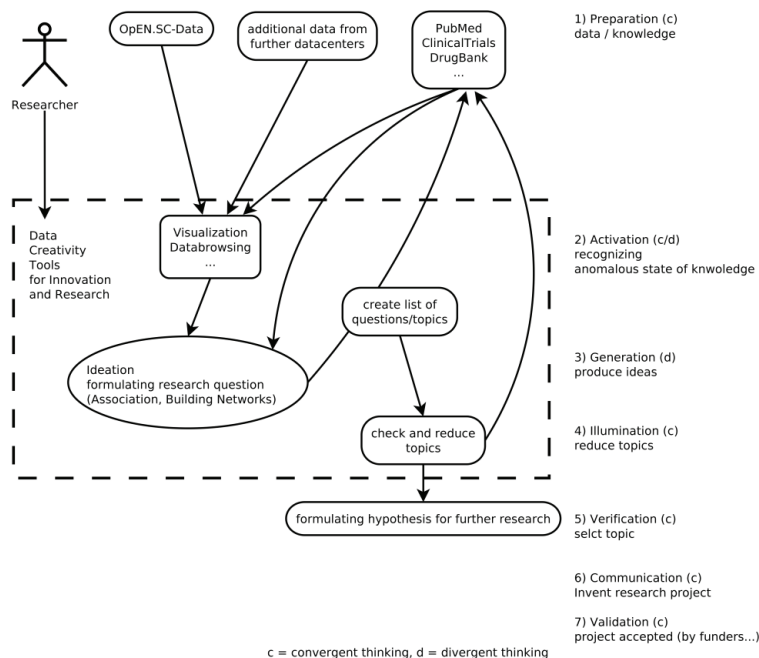 OpEN.SC-Data
additional data from
further datacenters
PubMed
ClinicalTrials
DrugBank
...
1) Preparation (c)
data / knowledge
Researcher
Data
Creativity
Tools
for Innovation
and Research
Visualization
Databrowsing
...
2) Activation (c/d)
recognizing
anomalous state of knwoledge
create list of
questions/topics
Ideation
formulating research question
(Association, Building Networks)
3) Generation (d)
produce ideas
check and reduce
topics
4) Illumination (c)
reduce topics
formulating hypothesis for further research
5) Verification (c)
selct topic
6) Communication (c)
Invent research project
7) Validation (c)
project accepted (by funders...)
c = convergent thinking, d = divergent thinking